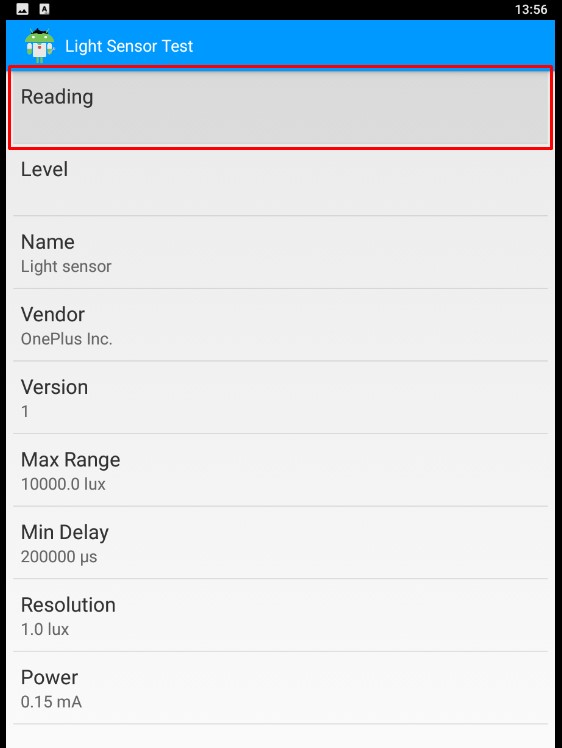 A
13:56
Light Sensor Test
Reading
Level
Name
Light sensor
Vendor
OnePlus Inc.
Version
1
Max Range
10000.0 lux
Min Delay
200000 µs
Resolution
1.0 lux
Power
0.15 mA